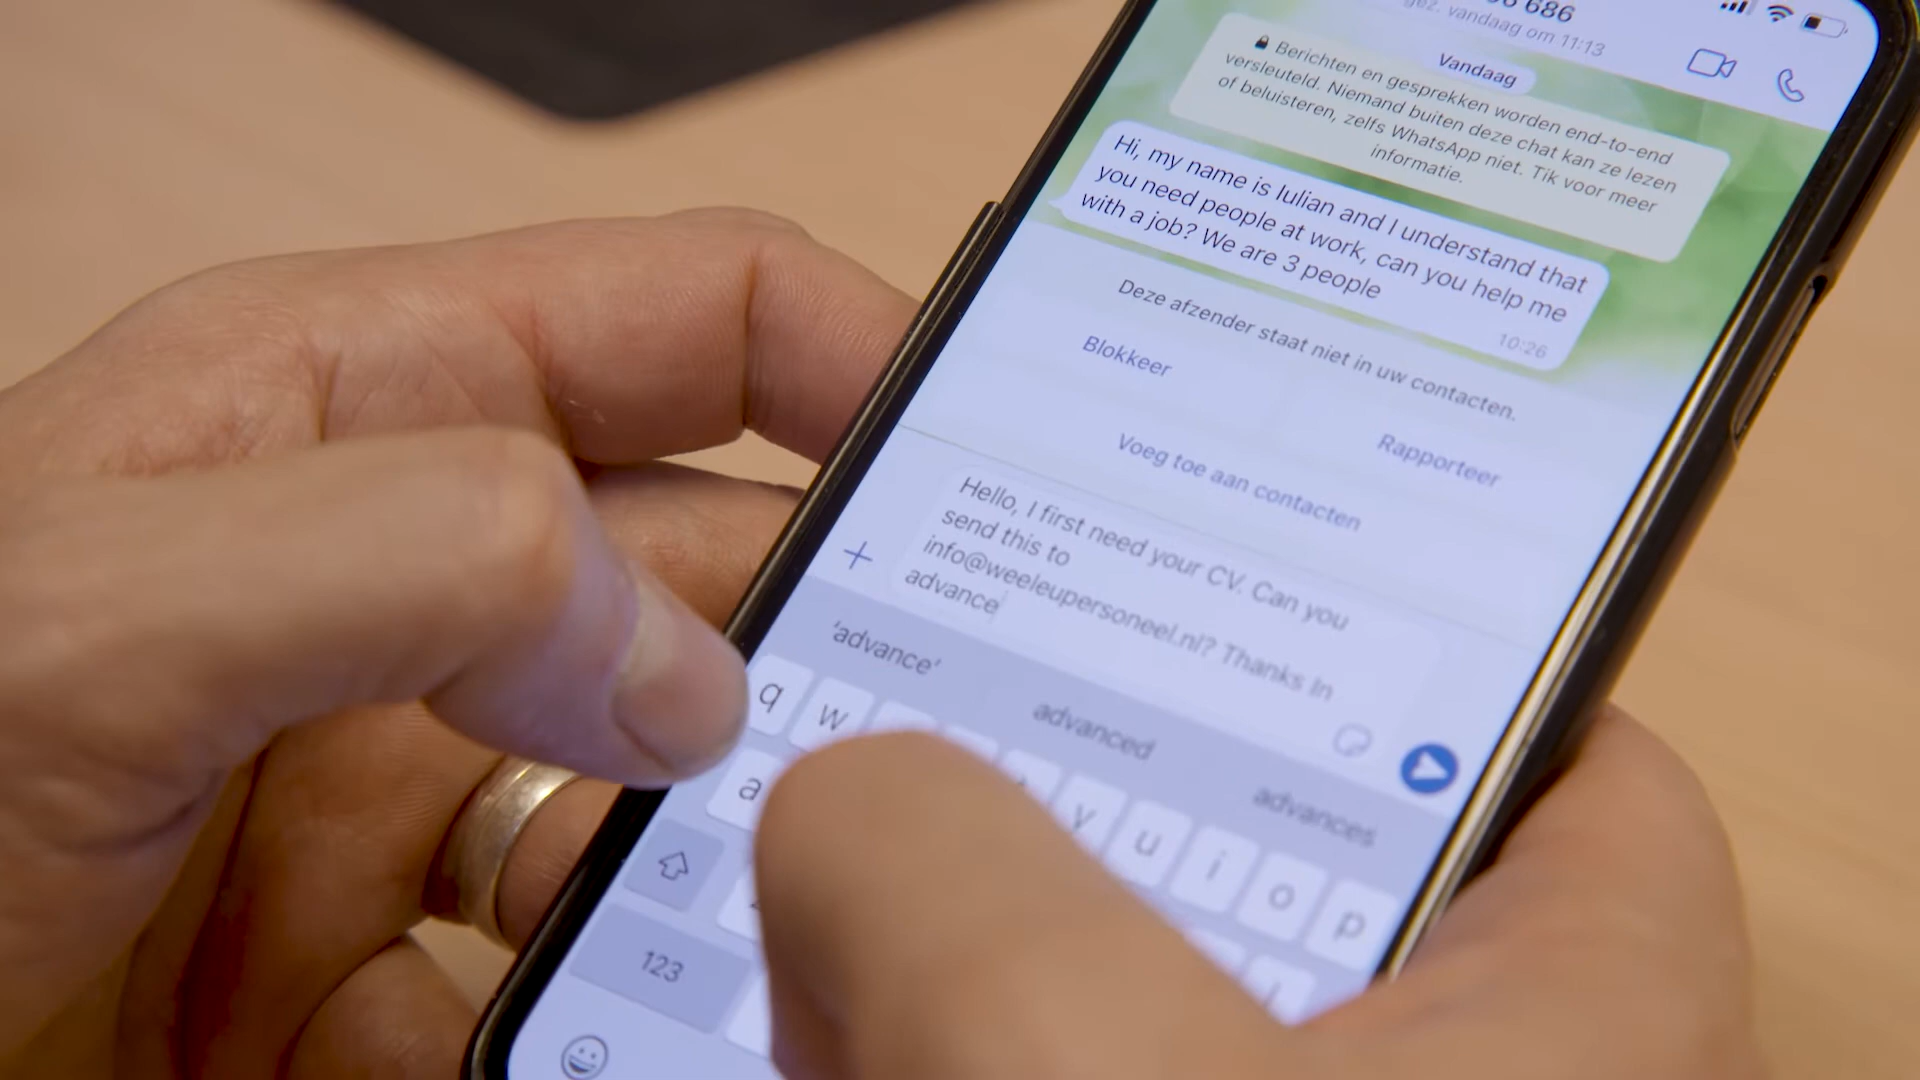 686
gez. vandaag om 11:13
Vandaag
Berichten en gesprekken worden end-to-end
versleuteld. Niemand buiten deze chat kan ze lezen
of beluisteren, zelfs WhatsApp niet. Tik voor meer
informatie.
Hi, my name is Iulian and I understand that
you need people at work, can you help me
with a job? We are 3 people
10:26
Deze afzender staat niet in uw contacten.
Blokkeer
Rapporteer
Voeg toe aan contacten
Hello, I first need your CV. Can you
send this to
info@weeleupersoneel.nl? Thanks In
advance
'advance'
advanced
advances
q w y u i o p
a
123